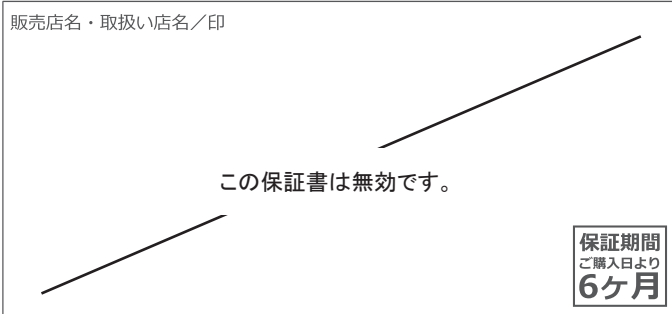 販売店名・取扱い店名／印
この保証書は無効です。
保証期間
ご購入日より
6ヶ月